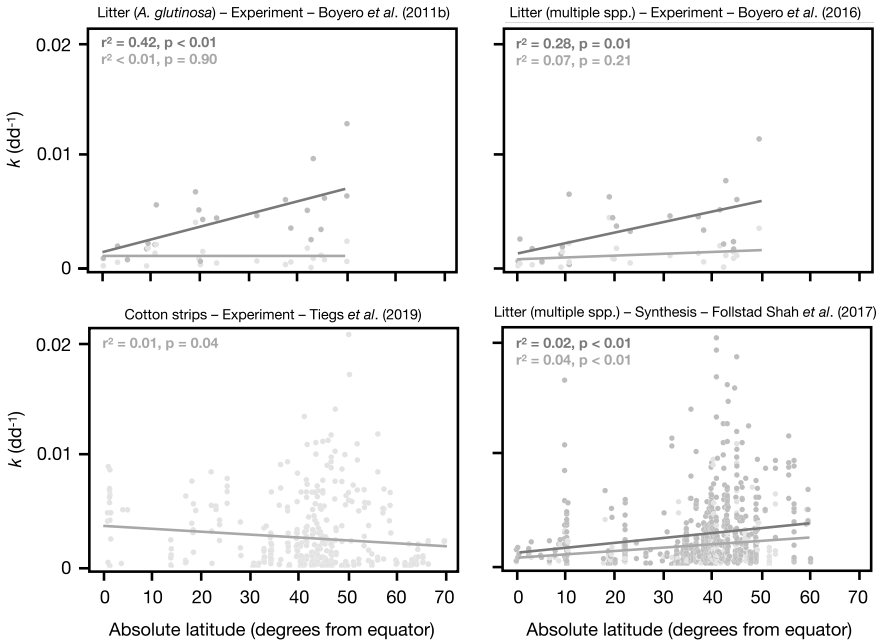 Litter (A. glutinosa) – Experiment – Boyero et al. (2011b)
r² = 0.42, p < 0.01
r² < 0.01, p = 0.90
0.02
0.01
0
k (dd⁻¹)
Litter (multiple spp.) – Experiment – Boyero et al. (2016)
r² = 0.28, p = 0.01
r² = 0.07, p = 0.21
Cotton strips – Experiment – Tiegs et al. (2019)
r² = 0.01, p = 0.04
0.02
0.01
0
k (dd⁻¹)
0 10 20 30 40 50 60 70
Absolute latitude (degrees from equator)
Litter (multiple spp.) – Synthesis – Follstad Shah et al. (2017)
r² = 0.02, p < 0.01
r² = 0.04, p < 0.01
0 10 20 30 40 50 60 70
Absolute latitude (degrees from equator)